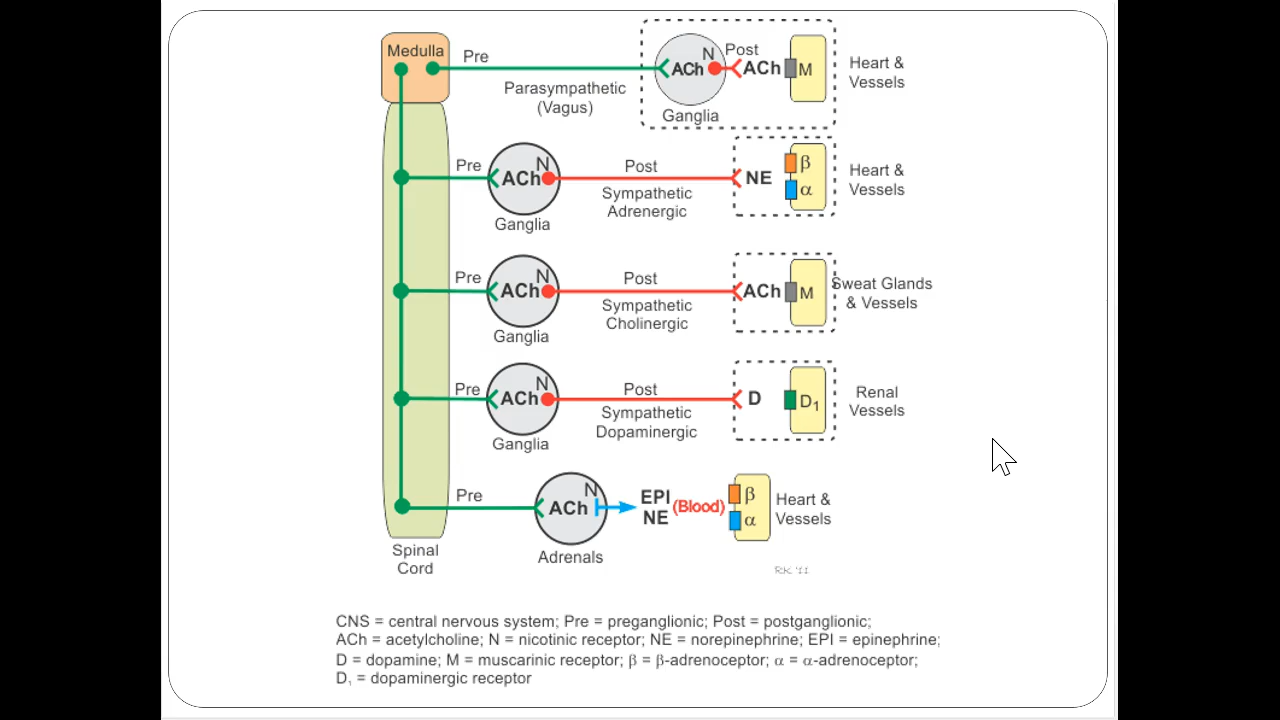 Medulla
Pre
Parasympathetic
(Vagus)
N
ACh
Ganglia
Post
ACh
M
Heart &
Vessels
Pre
N
ACh
Ganglia
Post
Sympathetic
Adrenergic
NE
β
α
Heart &
Vessels
Pre
N
ACh
Ganglia
Post
Sympathetic
Cholinergic
ACh
M
Sweat Glands
& Vessels
Pre
N
ACh
Ganglia
Post
Sympathetic
Dopaminergic
D
D₁
Renal
Vessels
Pre
N
ACh
Adrenals
EPI
NE
(Blood)
β
α
Heart &
Vessels
Spinal
Cord
RK '11
CNS = central nervous system; Pre = preganglionic; Post = postganglionic;
ACh = acetylcholine; N = nicotinic receptor; NE = norepinephrine; EPI = epinephrine;
D = dopamine; M = muscarinic receptor; β = β-adrenoceptor; α = α-adrenoceptor;
D₁ = dopaminergic receptor